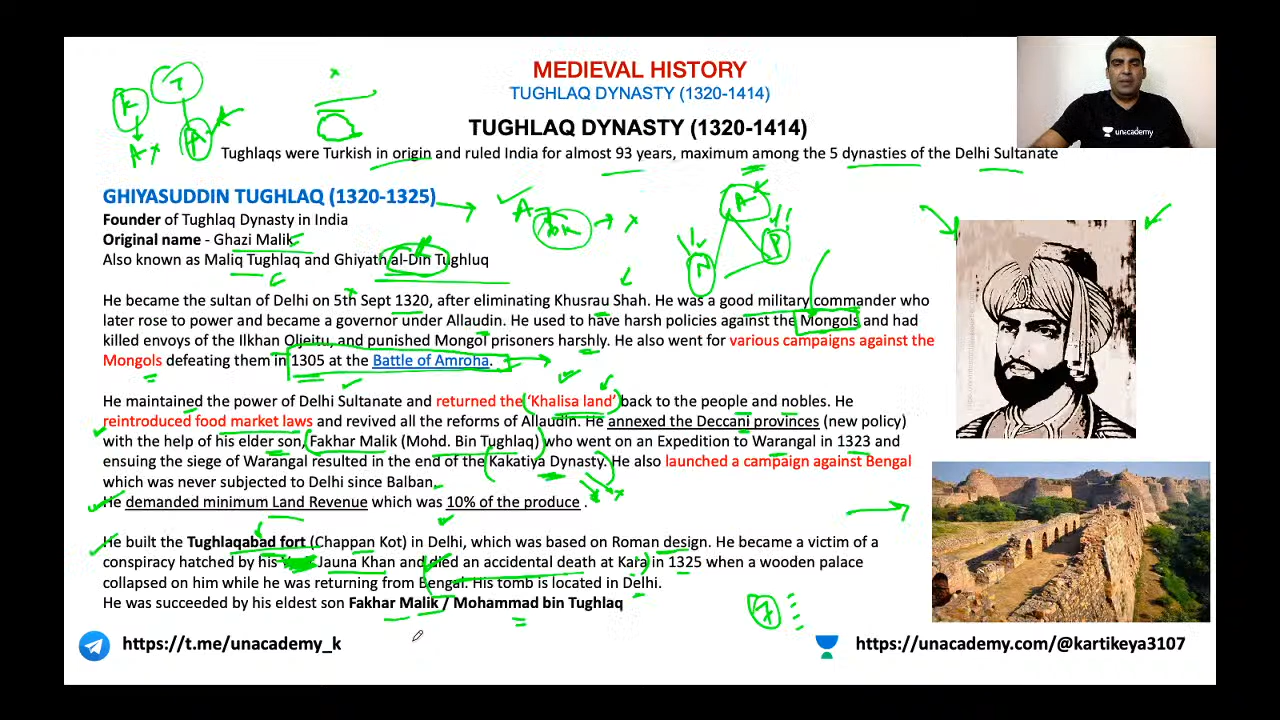 MEDIEVAL HISTORY
TUGHLAQ DYNASTY (1320-1414)
TUGHLAQ DYNASTY (1320-1414)
Tughlaqs were Turkish in origin and ruled India for almost 93 years, maximum among the 5 dynasties of the Delhi Sultanate
unacademy
GHIYASUDDIN TUGHLAQ (1320-1325)
Founder of Tughlaq Dynasty in India
Original name - Ghazi Malik
Also known as Maliq Tughlaq and Ghiyath al-Din Tughluq
He became the sultan of Delhi on 5th Sept 1320, after eliminating Khusrau Shah. He was a good military commander who
later rose to power and became a governor under Allaudin. He used to have harsh policies against the Mongols and had
killed envoys of the Ilkhan Oljeitu, and punished Mongol prisoners harshly. He also went for various campaigns against the
Mongols defeating them in 1305 at the Battle of Amroha.
He maintained the power of Delhi Sultanate and returned the ‘Khalisa land’ back to the people and nobles. He
reintroduced food market laws and revived all the reforms of Allaudin. He annexed the Deccani provinces (new policy)
with the help of his elder son, Fakhar Malik (Mohd. Bin Tughlaq) who went on an Expedition to Warangal in 1323 and
ensuing the siege of Warangal resulted in the end of the Kakatiya Dynasty. He also launched a campaign against Bengal
which was never subjected to Delhi since Balban.
He demanded minimum Land Revenue which was 10% of the produce .
He built the Tughlaqabad fort (Chappan Kot) in Delhi, which was based on Roman design. He became a victim of a
conspiracy hatched by his Jauna Khan and died an accidental death at Kara in 1325 when a wooden palace
collapsed on him while he was returning from Bengal. His tomb is located in Delhi.
He was succeeded by his eldest son Fakhar Malik / Mohammad bin Tughlaq
https://t.me/unacademy_k
https://unacademy.com/@kartikeya3107